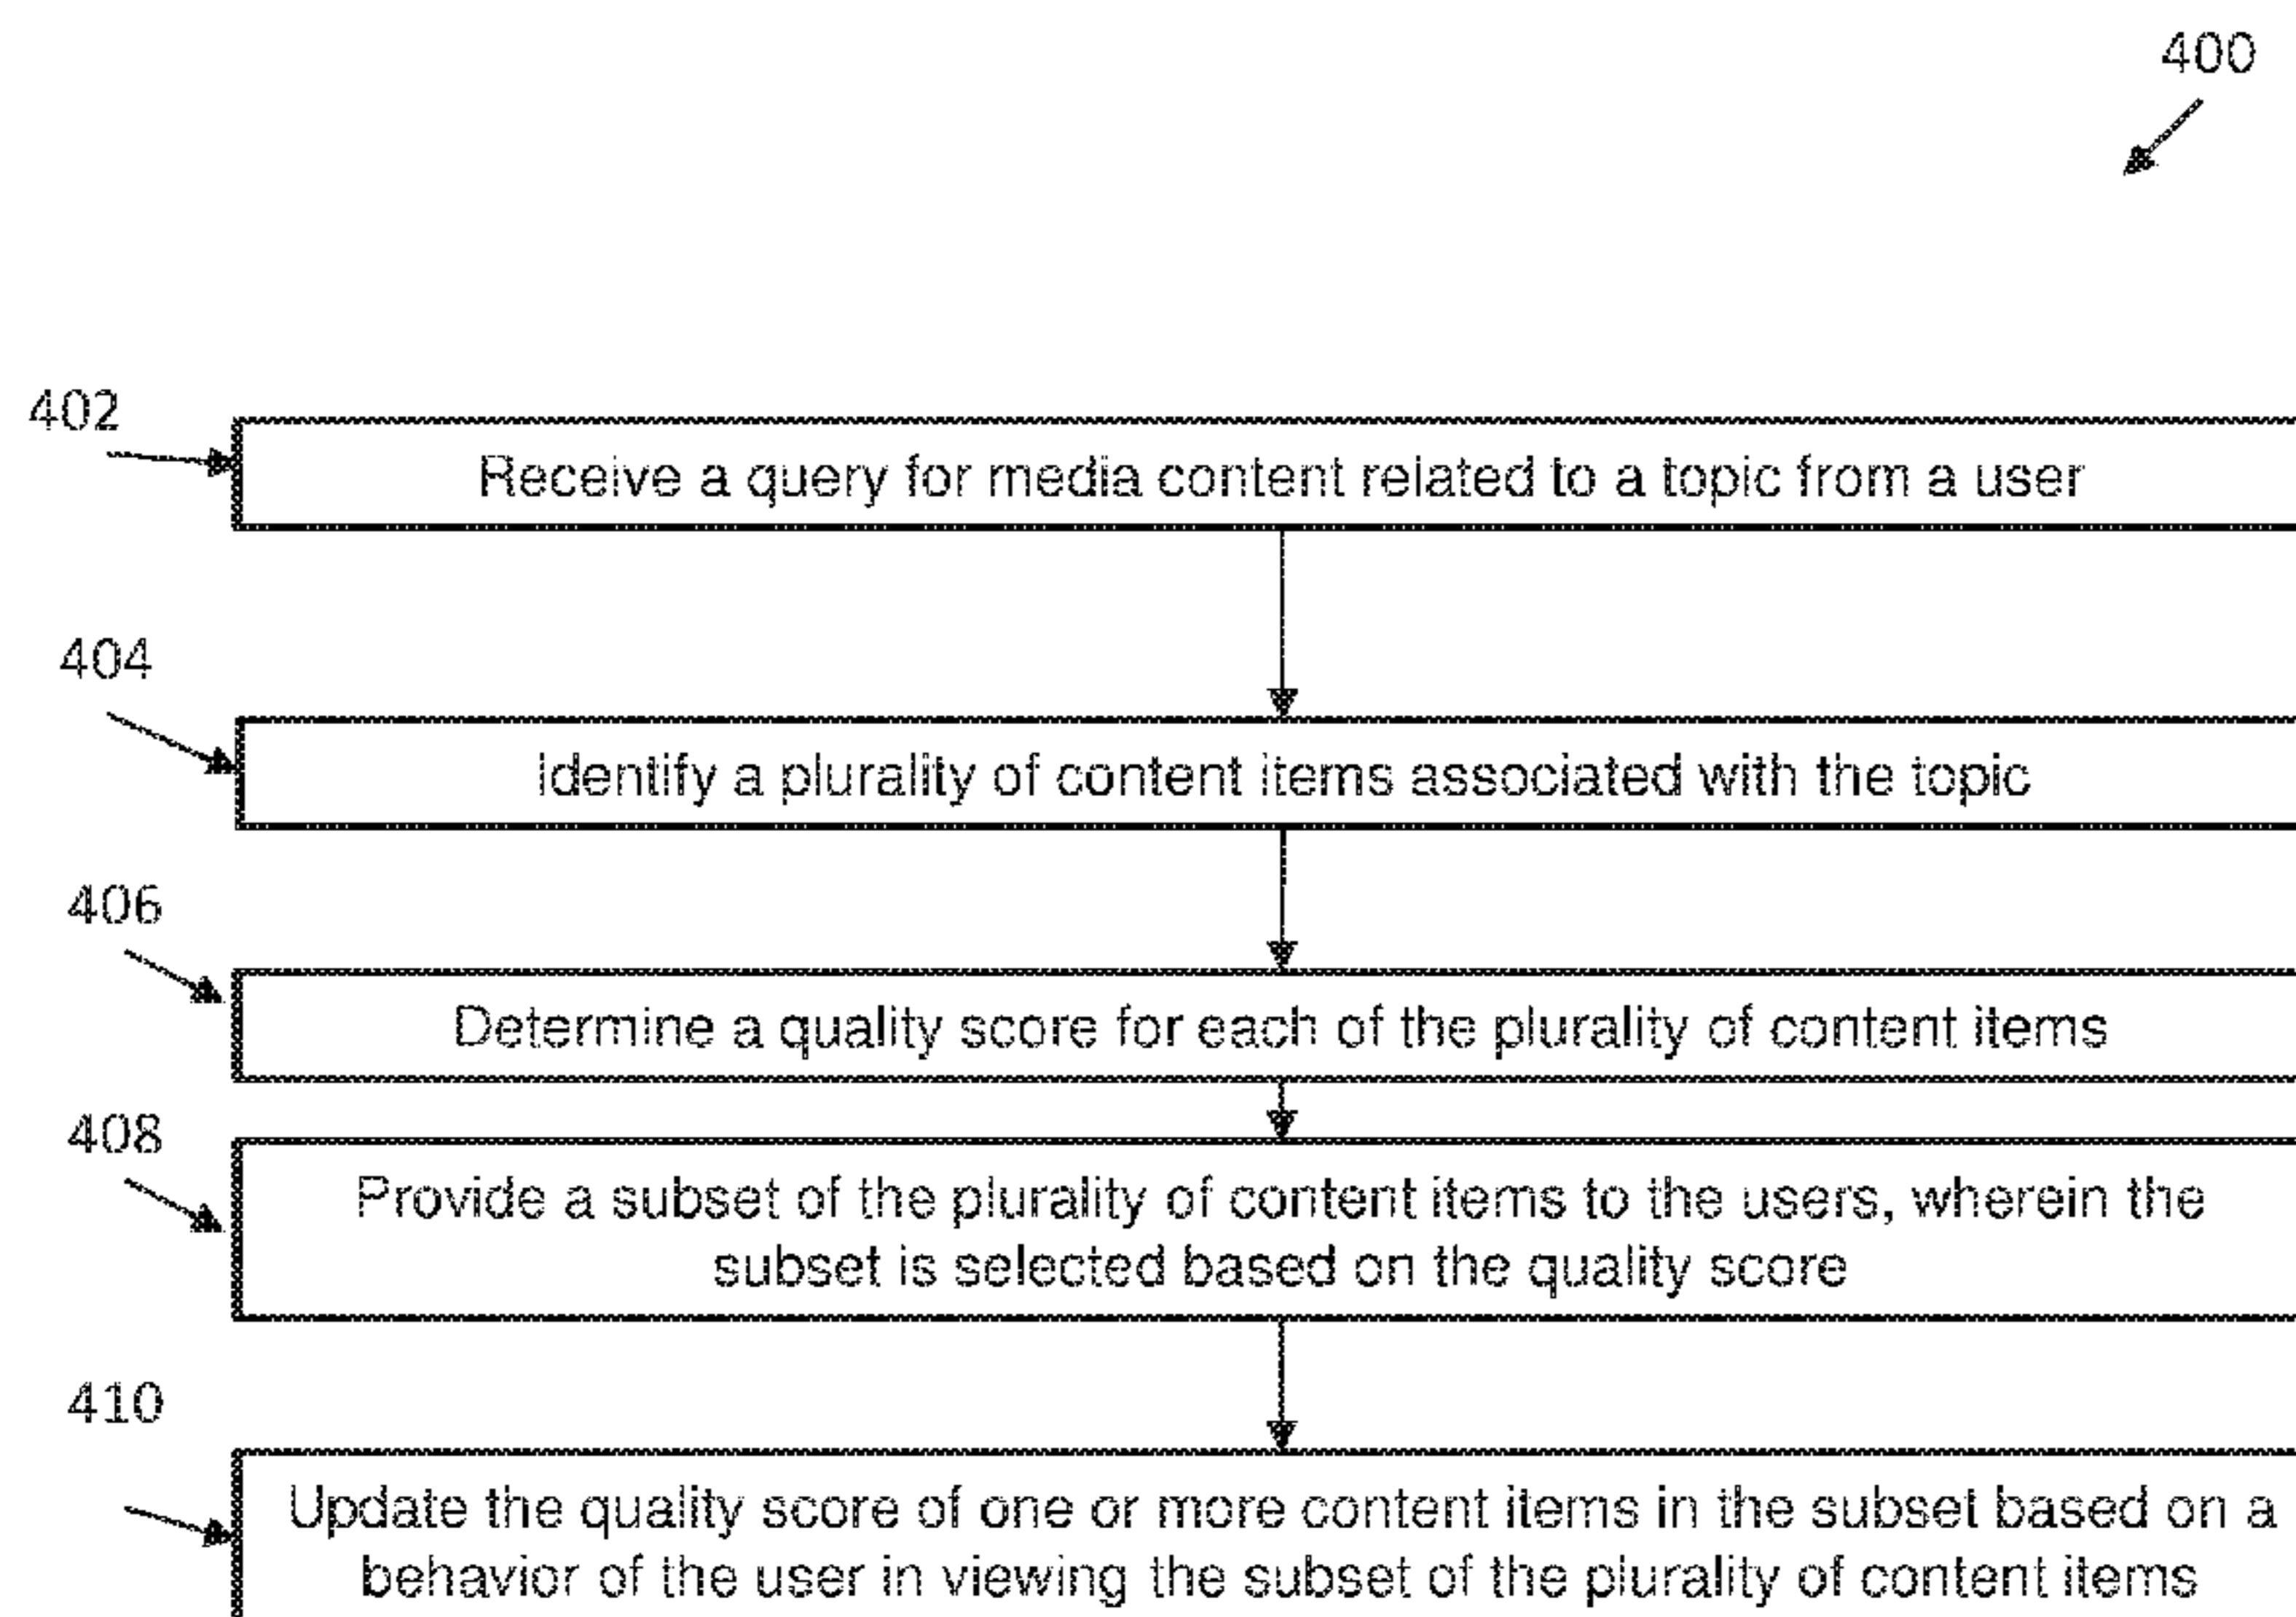 400
402
Receive a query for media content related to a topic from a user
404
Identify a plurality of content items associated with the topic
406
Determine a quality score for each of the plurality of content items
408
Provide a subset of the plurality of content items to the users, wherein the
subset is selected based on the quality score
410
Update the quality score of one or more content items in the subset based on a
behavior of the user in viewing the subset of the plurality of content items